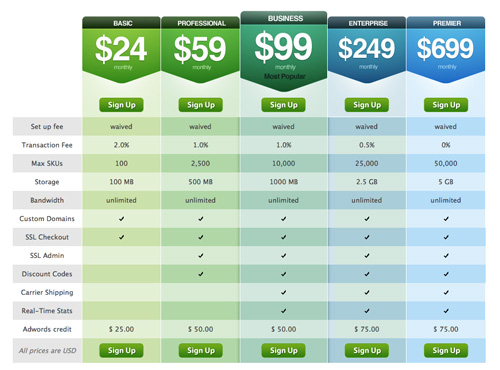 BASIC PROFESSIONAL BUSINESS ENTERPRISE PREMIER
$24 $59 $99 $249 $699
monthly monthly monthly monthly monthly
Most Popular
Sign Up Sign Up Sign Up Sign Up Sign Up
Set up fee waived waived waived waived waived
Transaction Fee 2.0% 1.0% 1.0% 0.5% 0%
Max SKUs 100 2,500 10,000 25,000 50,000
Storage 100 MB 500 MB 1000 MB 2.5 GB 5 GB
Bandwidth unlimited unlimited unlimited unlimited unlimited
Custom Domains ✓ ✓ ✓ ✓ ✓
SSL Checkout ✓ ✓ ✓ ✓ ✓
SSL Admin ✓ ✓ ✓ ✓
Discount Codes ✓ ✓ ✓ ✓
Carrier Shipping ✓ ✓ ✓
Real-Time Stats ✓ ✓ ✓
Adwords credit $ 25.00 $ 50.00 $ 50.00 $ 75.00 $ 75.00
All prices are USD Sign Up Sign Up Sign Up Sign Up Sign Up